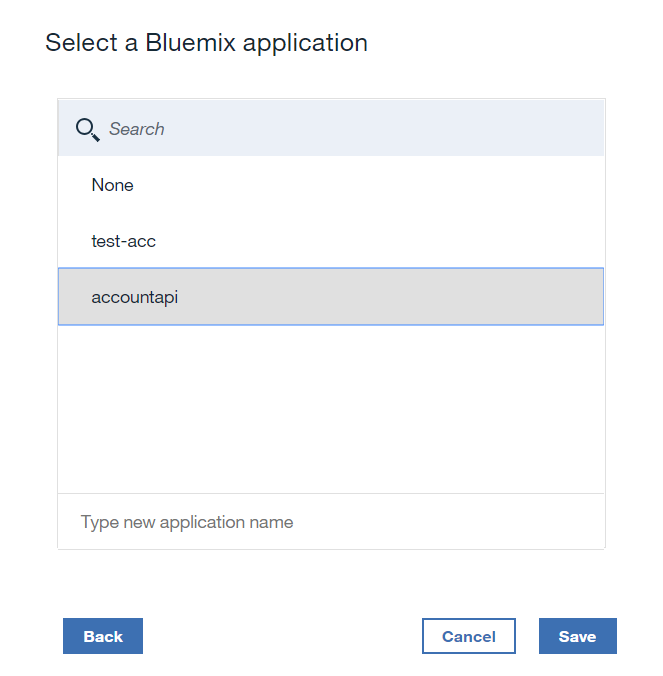 Select a Bluemix application
Search
None
test-acc
accountapi
Type new application name
Back
Cancel
Save